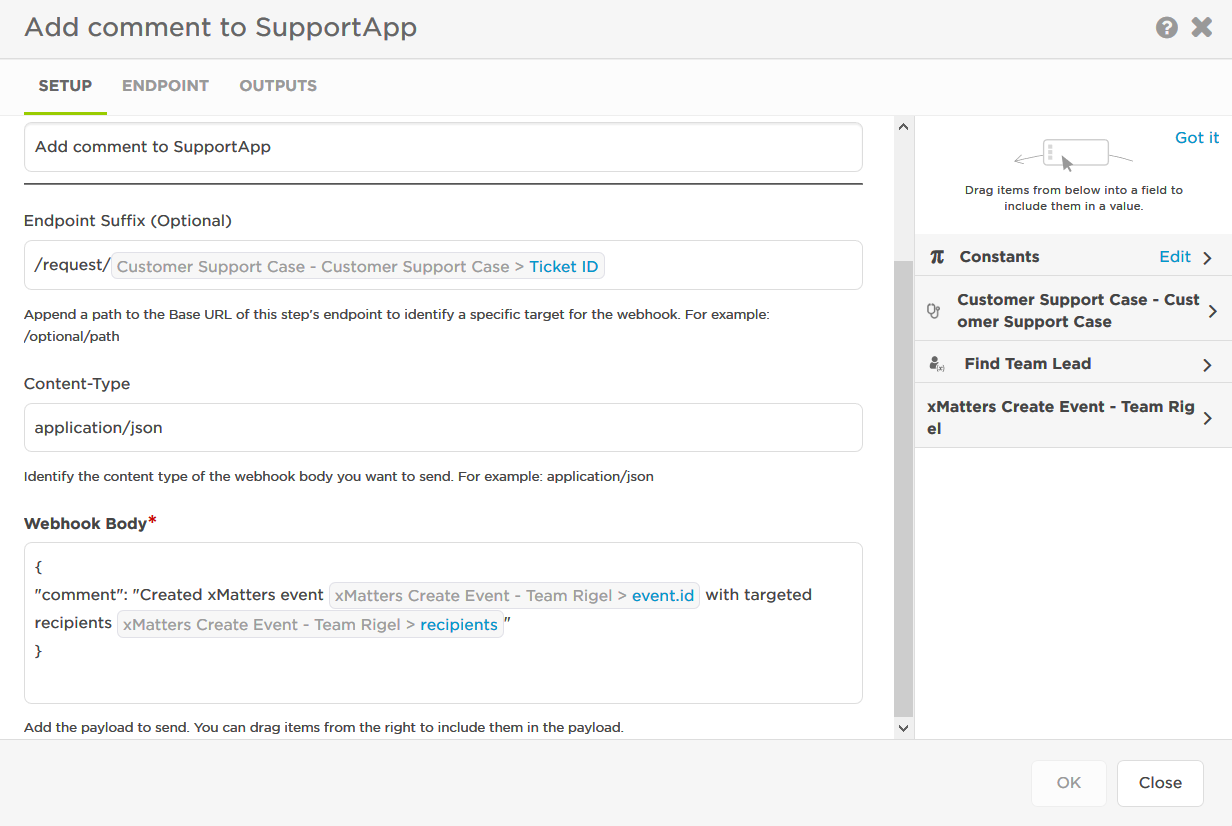 Add comment to SupportApp
SETUP ENDPOINT OUTPUTS
Add comment to SupportApp
Endpoint Suffix (Optional)
/request/ Customer Support Case - Customer Support Case > Ticket ID
Append a path to the Base URL of this step's endpoint to identify a specific target for the webhook. For example:
/optional/path
Content-Type
application/json
Identify the content type of the webhook body you want to send. For example: application/json
Webhook Body*
{
"comment": "Created xMatters event xMatters Create Event - Team Rigel > event.id with targeted
recipients xMatters Create Event - Team Rigel > recipients "
}
Add the payload to send. You can drag items from the right to include them in the payload.
Got it
Drag items from below into a field to
include them in a value.
π Constants Edit
Customer Support Case - Cust
omer Support Case
Find Team Lead
xMatters Create Event - Team Rig
el
OK Close